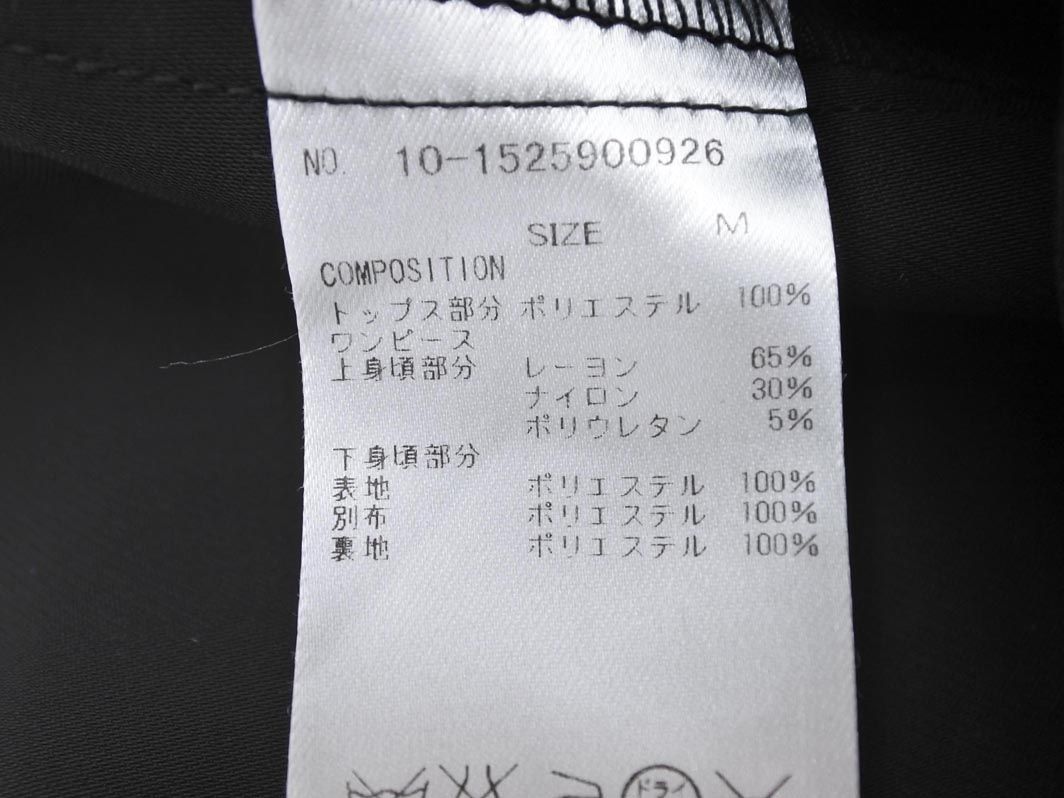 NO. 10-1525900926
SIZE M
COMPOSITION
トップス部分 ポリエステル 100%
ワンピース
上身頃部分 レーヨン 65%
ナイロン 30%
ポリウレタン 5%
下身頃部分
表地 ポリエステル 100%
別布 ポリエステル 100%
裏地 ポリエステル 100%
ドライ